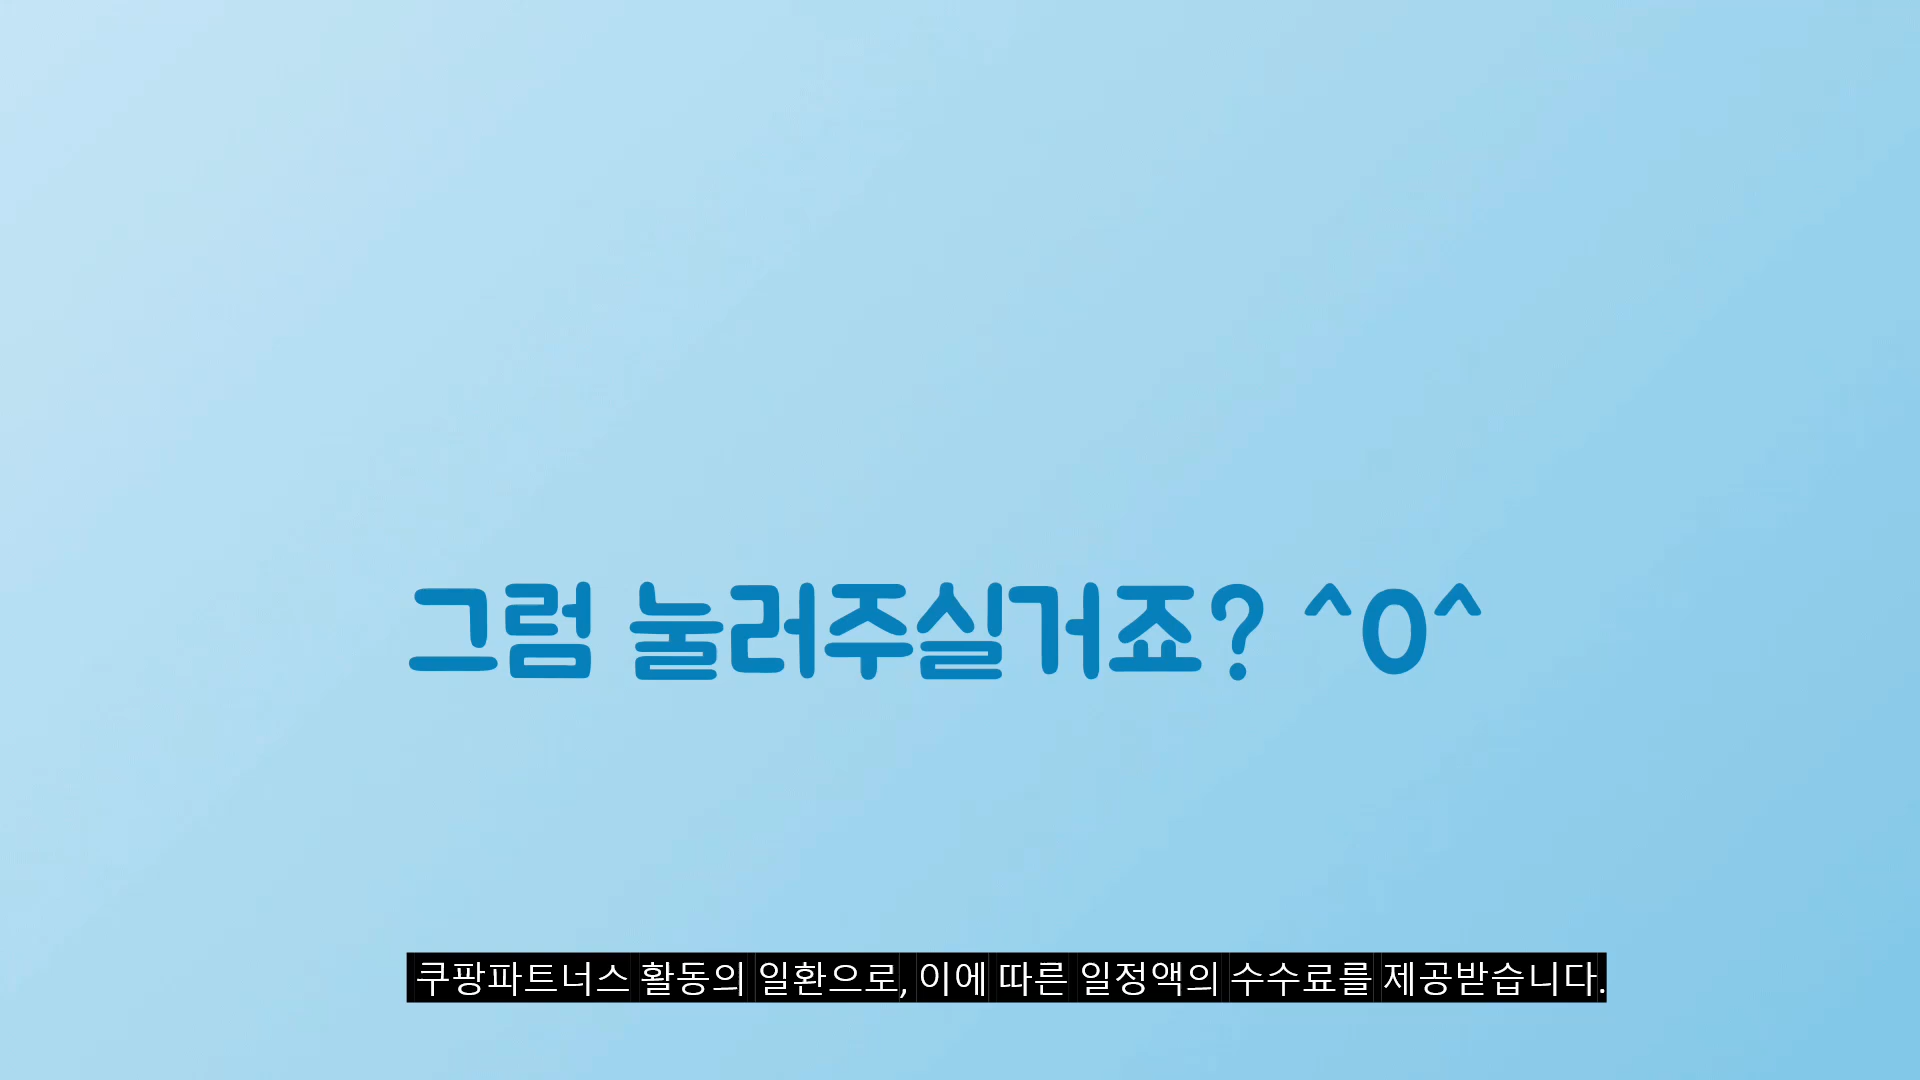 그럼 눌러주실거죠? ^0^
쿠팡파트너스 활동의 일환으로, 이에 따른 일정액의 수수료를 제공받습니다.